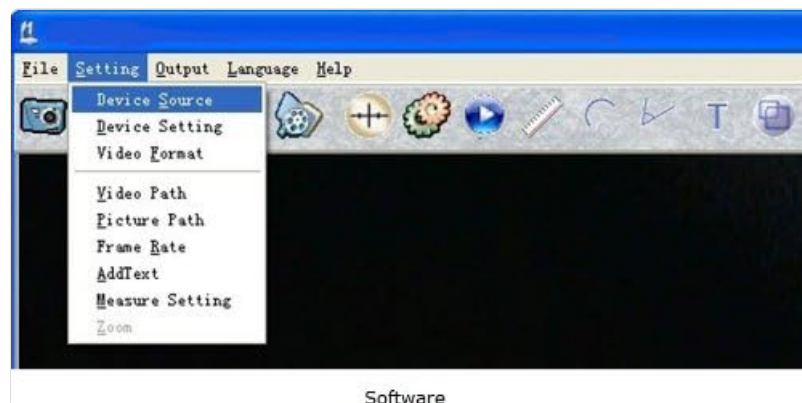 File Setting Output Language Help
Device Source
Device Setting
Video Format
T
Video Path
Picture Path
Frame Rate
AddText
Measure Setting
Zoom
Software